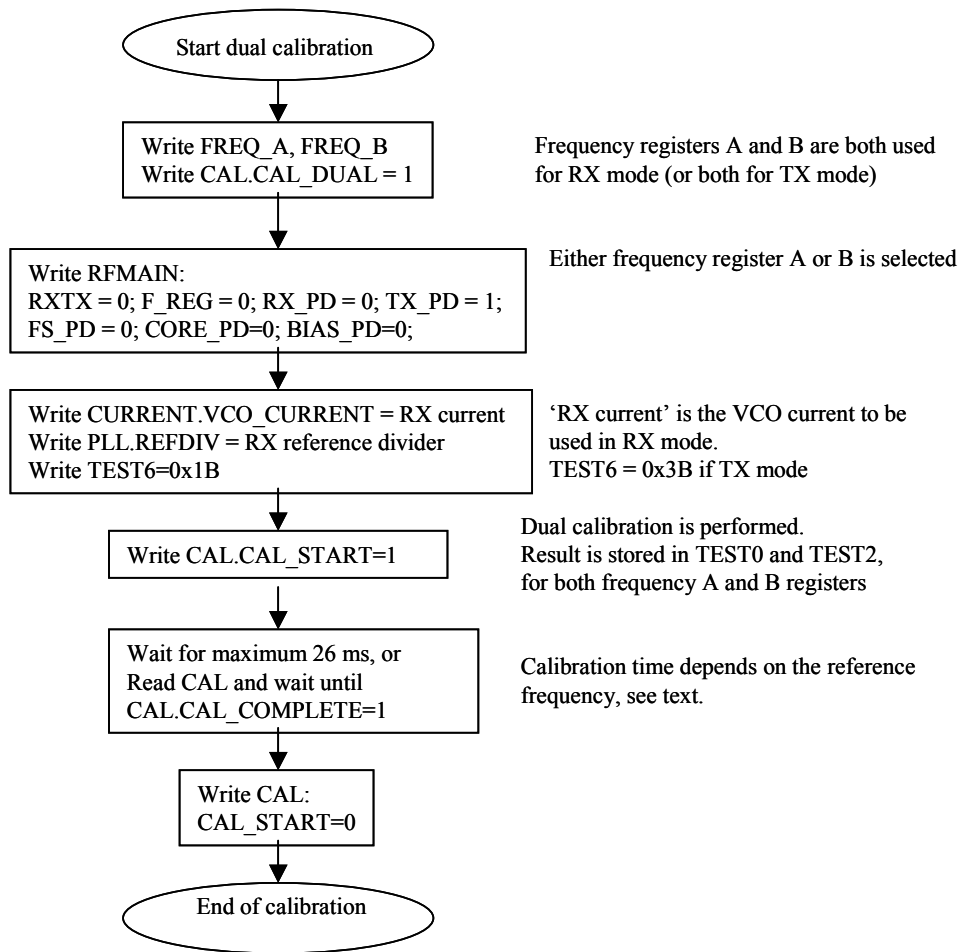 Start dual calibration
Write FREQ_A, FREQ_B
Write CAL.CAL_DUAL = 1
Frequency registers A and B are both used
for RX mode (or both for TX mode)
Write RFMAIN:
RXTX = 0; F_REG = 0; RX_PD = 0; TX_PD = 1;
FS_PD = 0; CORE_PD=0; BIAS_PD=0;
Either frequency register A or B is selected
Write CURRENT.VCO_CURRENT = RX current
Write PLL.REFDIV = RX reference divider
Write TEST6=0x1B
‘RX current’ is the VCO current to be
used in RX mode.
TEST6 = 0x3B if TX mode
Write CAL.CAL_START=1
Dual calibration is performed.
Result is stored in TEST0 and TEST2,
for both frequency A and B registers
Wait for maximum 26 ms, or
Read CAL and wait until
CAL.CAL_COMPLETE=1
Calibration time depends on the reference
frequency, see text.
Write CAL:
CAL_START=0
End of calibration